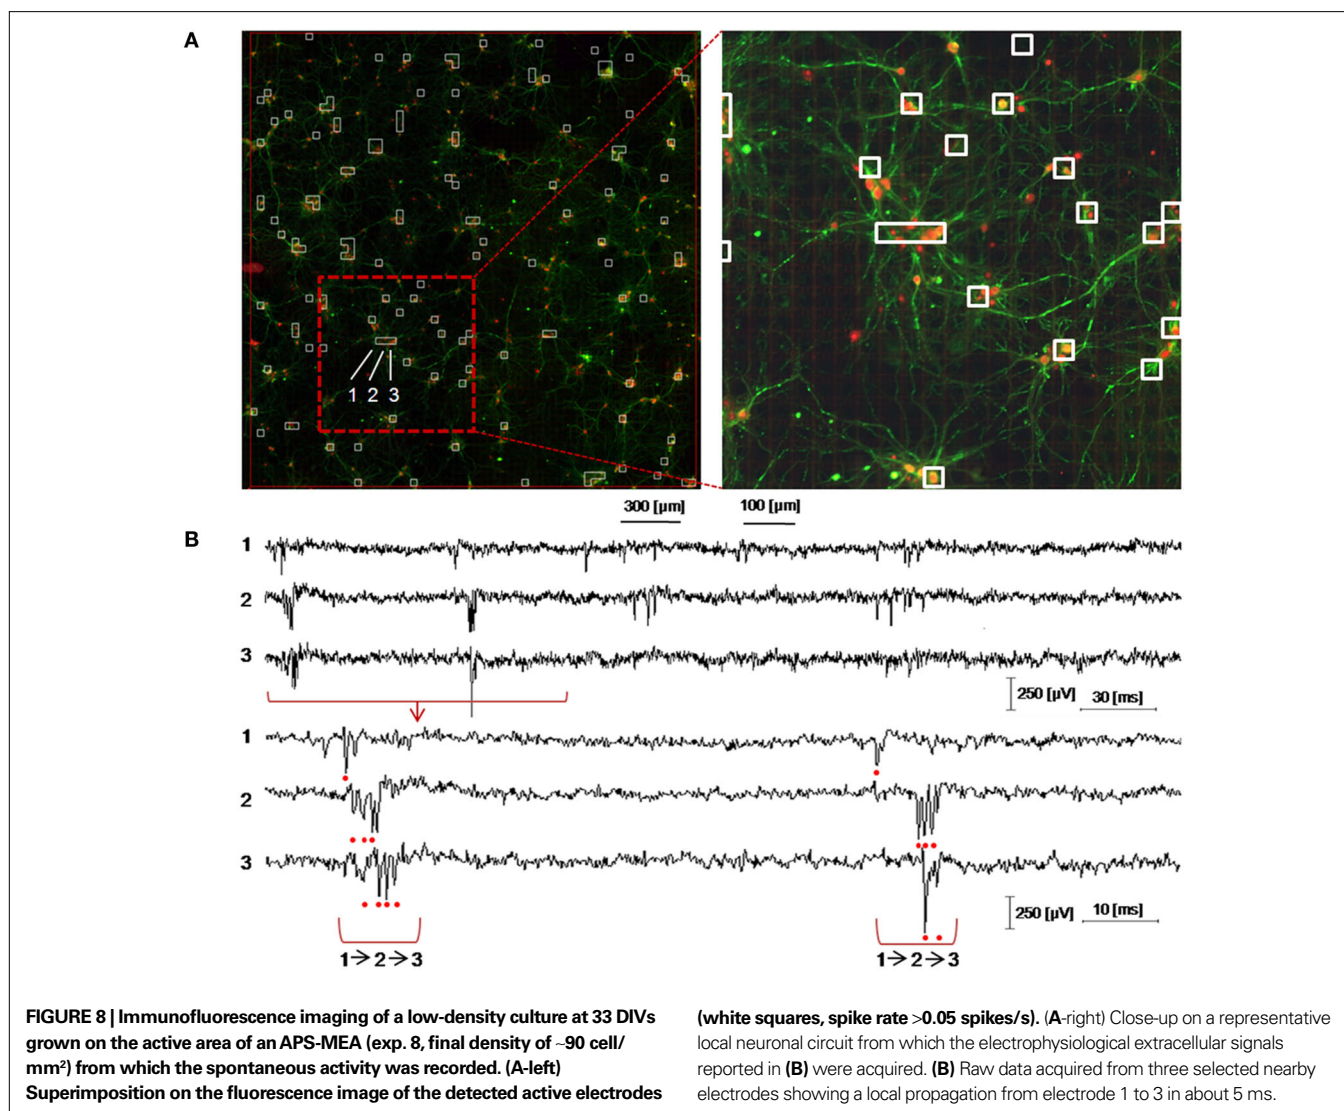 A
1 2 3
300 [µm]
100 [µm]
B
1
2
3
250 [µV]
30 [ms]
1
2
3
250 [µV]
10 [ms]
1→2→3
1→2→3
FIGURE 8 | Immunofluorescence imaging of a low-density culture at 33 DIVs
grown on the active area of an APS-MEA (exp. 8, final density of ~90 cell/
mm²) from which the spontaneous activity was recorded. (A-left)
Superimposition on the fluorescence image of the detected active electrodes
(white squares, spike rate >0.05 spikes/s). (A-right) Close-up on a representative
local neuronal circuit from which the electrophysiological extracellular signals
reported in (B) were acquired. (B) Raw data acquired from three selected nearby
electrodes showing a local propagation from electrode 1 to 3 in about 5 ms.